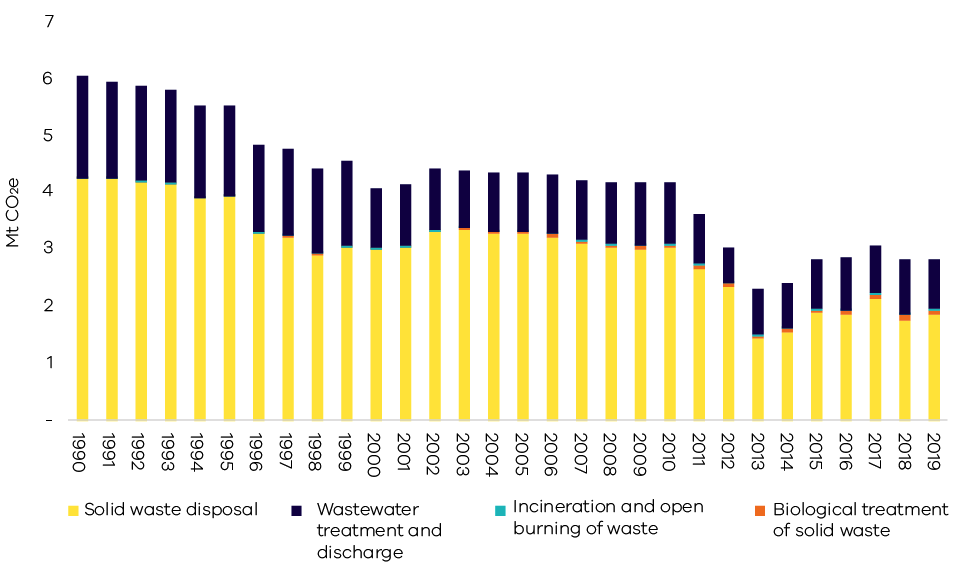 7
6
5
4
3
2
1
-
Mt CO2e
1990 1991 1992 1993 1994 1995 1996 1997 1998 1999 2000 2001 2002 2003 2004 2005 2006 2007 2008 2009 2010 2011 2012 2013 2014 2015 2016 2017 2018 2019
Solid waste disposal
Wastewater
treatment and
discharge
Incineration and open
burning of waste
Biological treatment
of solid waste